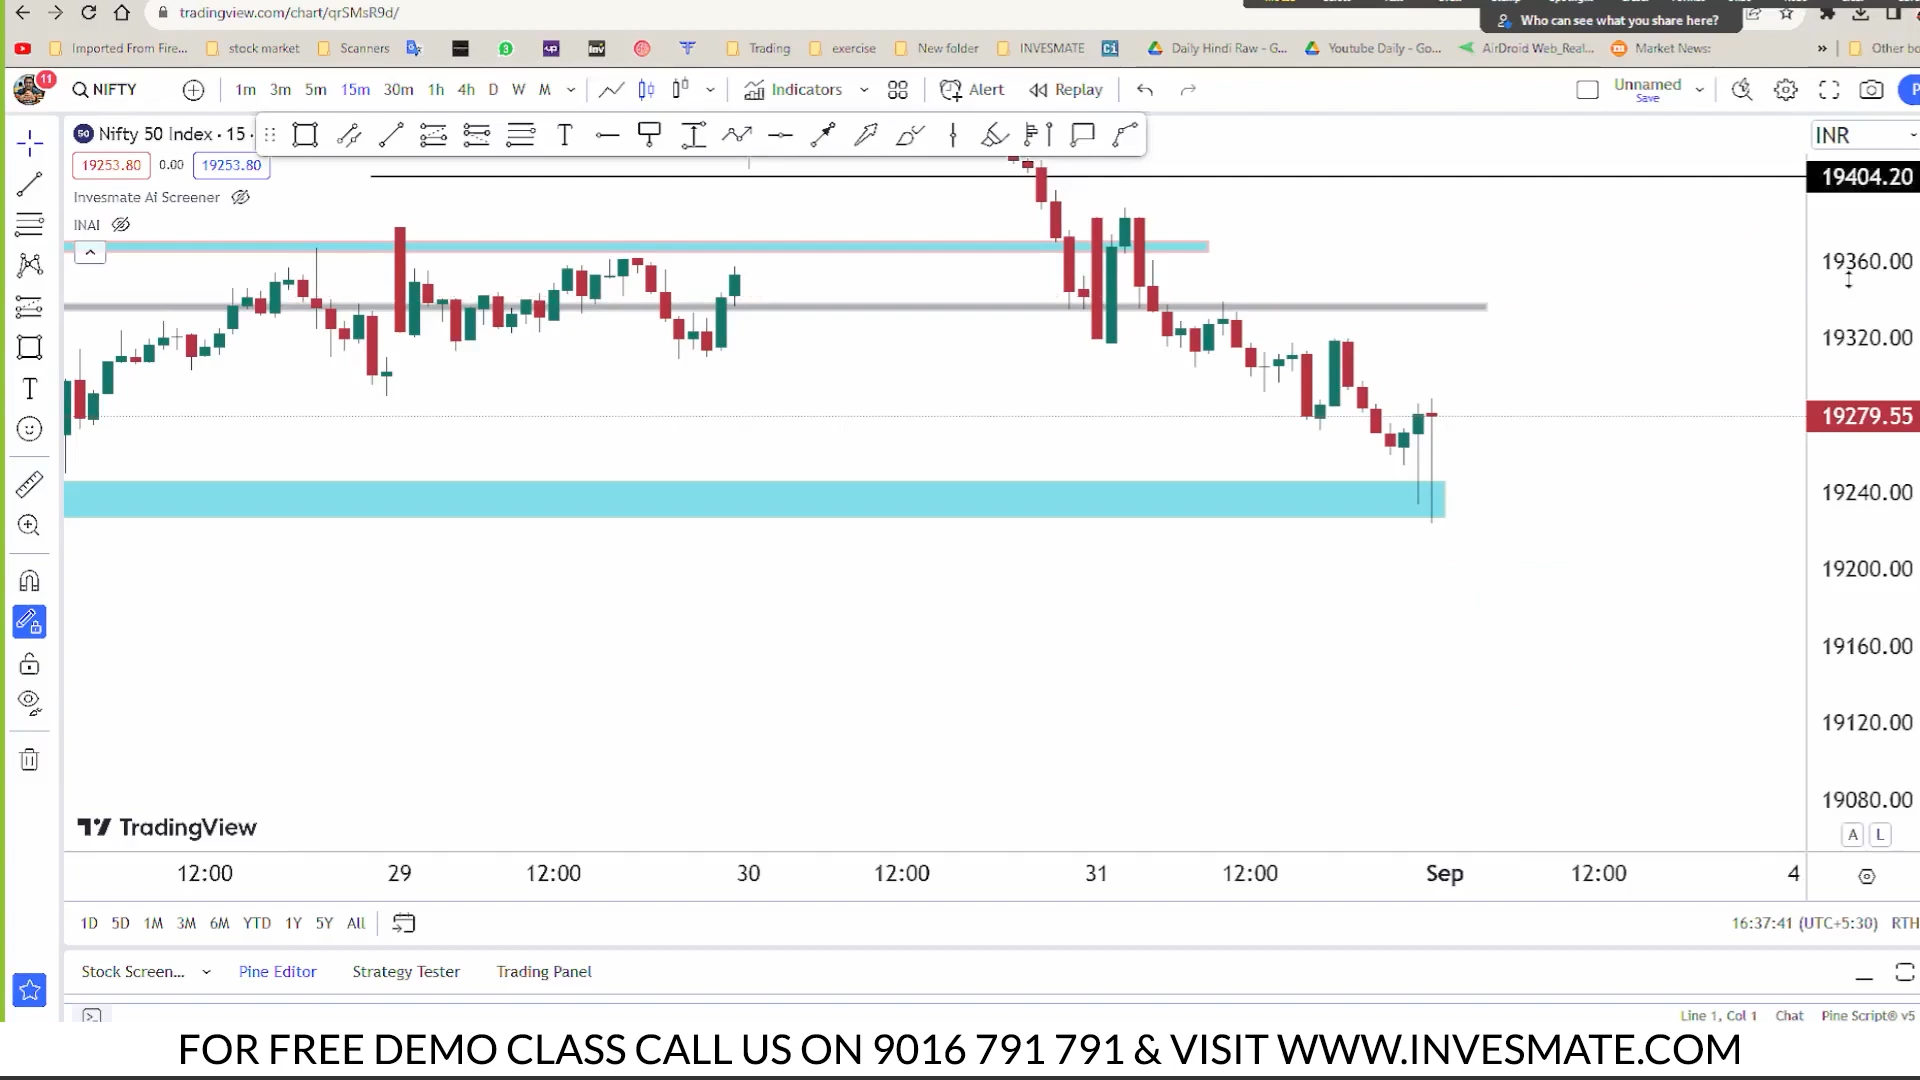 tradingview.com/chart/qrSMsR9d/
Who can see what you share here?
Imported From Fire...
stock market
Scanners
Trading
exercise
New folder
INVESMATE
Daily Hindi Raw - G...
Youtube Daily - Go...
AirDroid Web_Real...
Market News:
»
Other bo
11
NIFTY
1m 3m 5m 15m 30m 1h 4h D W M
Indicators
Alert
Replay
Unnamed
Save
P
50 Nifty 50 Index · 15 ·
INR
19253.80 0.00 19253.80
Invesmate Ai Screener
INAI
19404.20
19360.00
19320.00
19279.55
19240.00
19200.00
19160.00
19120.00
19080.00
A L
TradingView
12:00 29 12:00 30 12:00 31 12:00 Sep 12:00 4
1D 5D 1M 3M 6M YTD 1Y 5Y All
16:37:41 (UTC+5:30) RTH
Stock Screen... Pine Editor Strategy Tester Trading Panel
Line 1, Col 1 Chat Pine Script® v5
FOR FREE DEMO CLASS CALL US ON 9016 791 791 & VISIT WWW.INVESMATE.COM